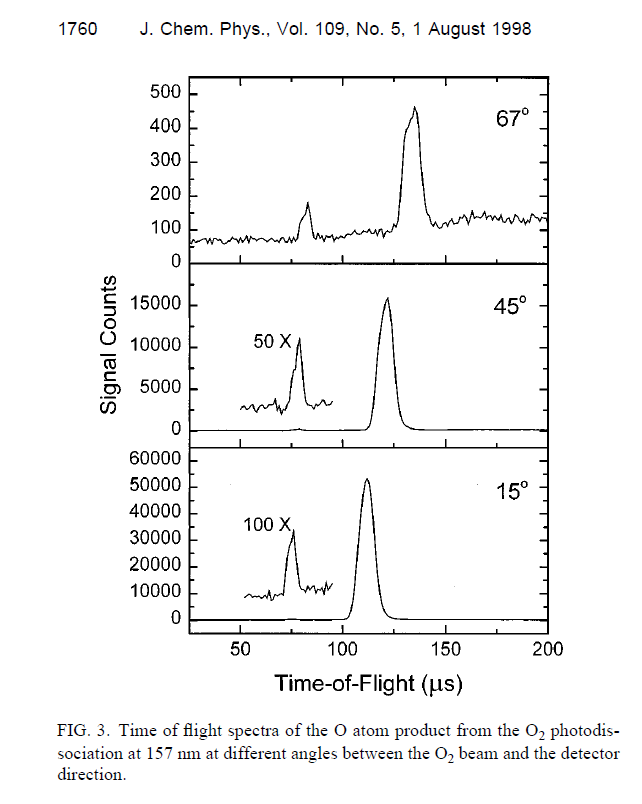 1760 J. Chem. Phys., Vol. 109, No. 5, 1 August 1998
500
67°
400
300
200
100
0
Signal Counts
15000
45°
50 X
10000
5000
0
60000
50000
15°
40000
100 X
30000
20000
10000
0
50 100 150 200
Time-of-Flight (μs)
FIG. 3. Time of flight spectra of the O atom product from the O₂ photodis-
sociation at 157 nm at different angles between the O₂ beam and the detector
direction.